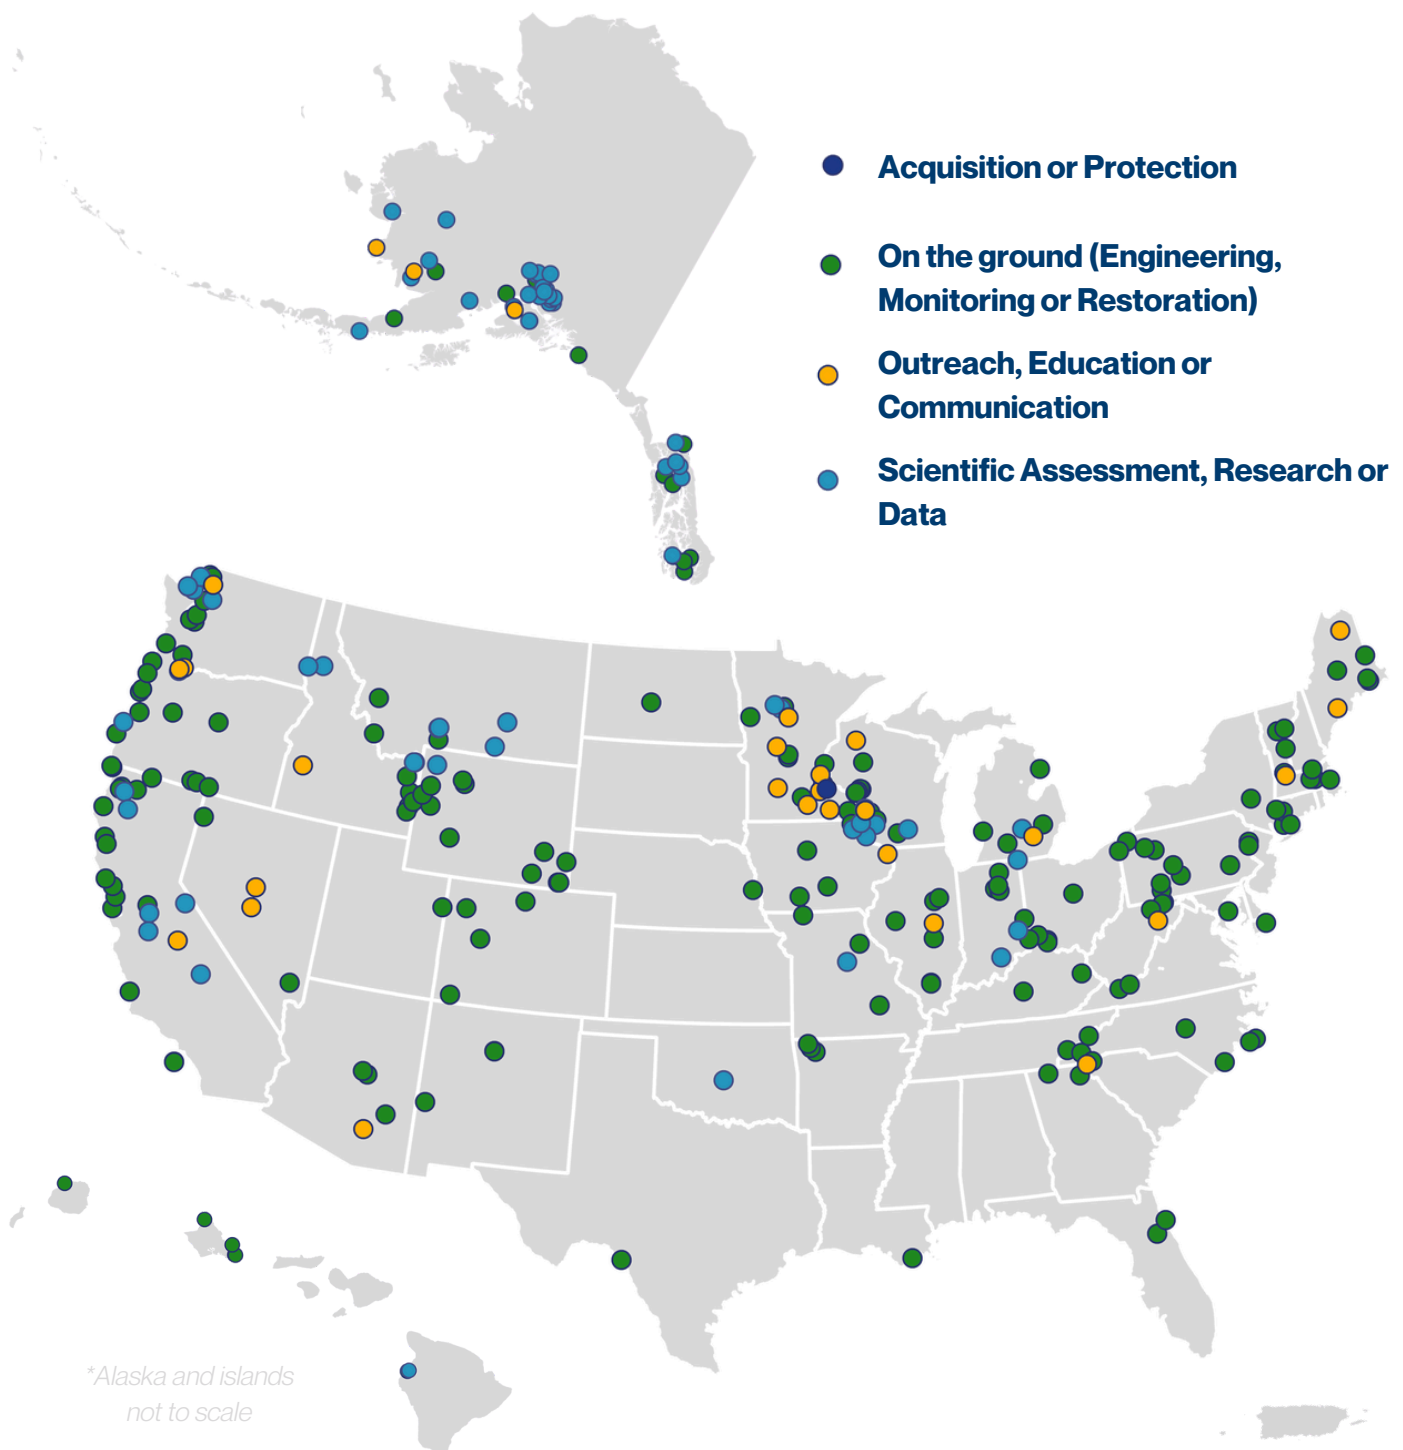 Acquisition or Protection
On the ground (Engineering,
Monitoring or Restoration)
Outreach, Education or
Communication
Scientific Assessment, Research or
Data
*Alaska and islands
not to scale